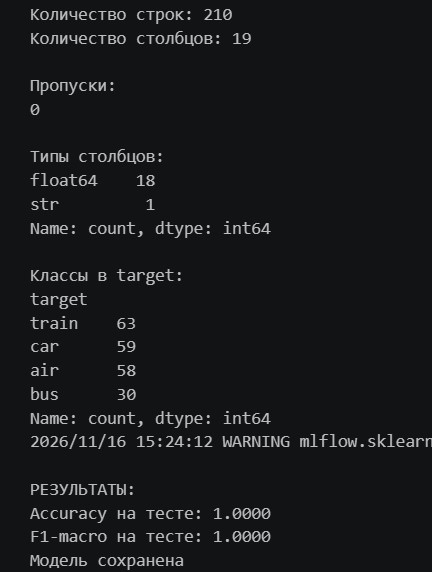 Количество строк: 210
Количество столбцов: 19
Пропуски:
0
Типы столбцов:
float64    18
str         1
Name: count, dtype: int64
Классы в target:
target
train    63
car      59
air      58
bus      30
Name: count, dtype: int64
2026/11/16 15:24:12 WARNING mlflow.sklearn
РЕЗУЛЬТАТЫ:
Accuracy на тесте: 1.0000
F1-macro на тесте: 1.0000
Модель сохранена